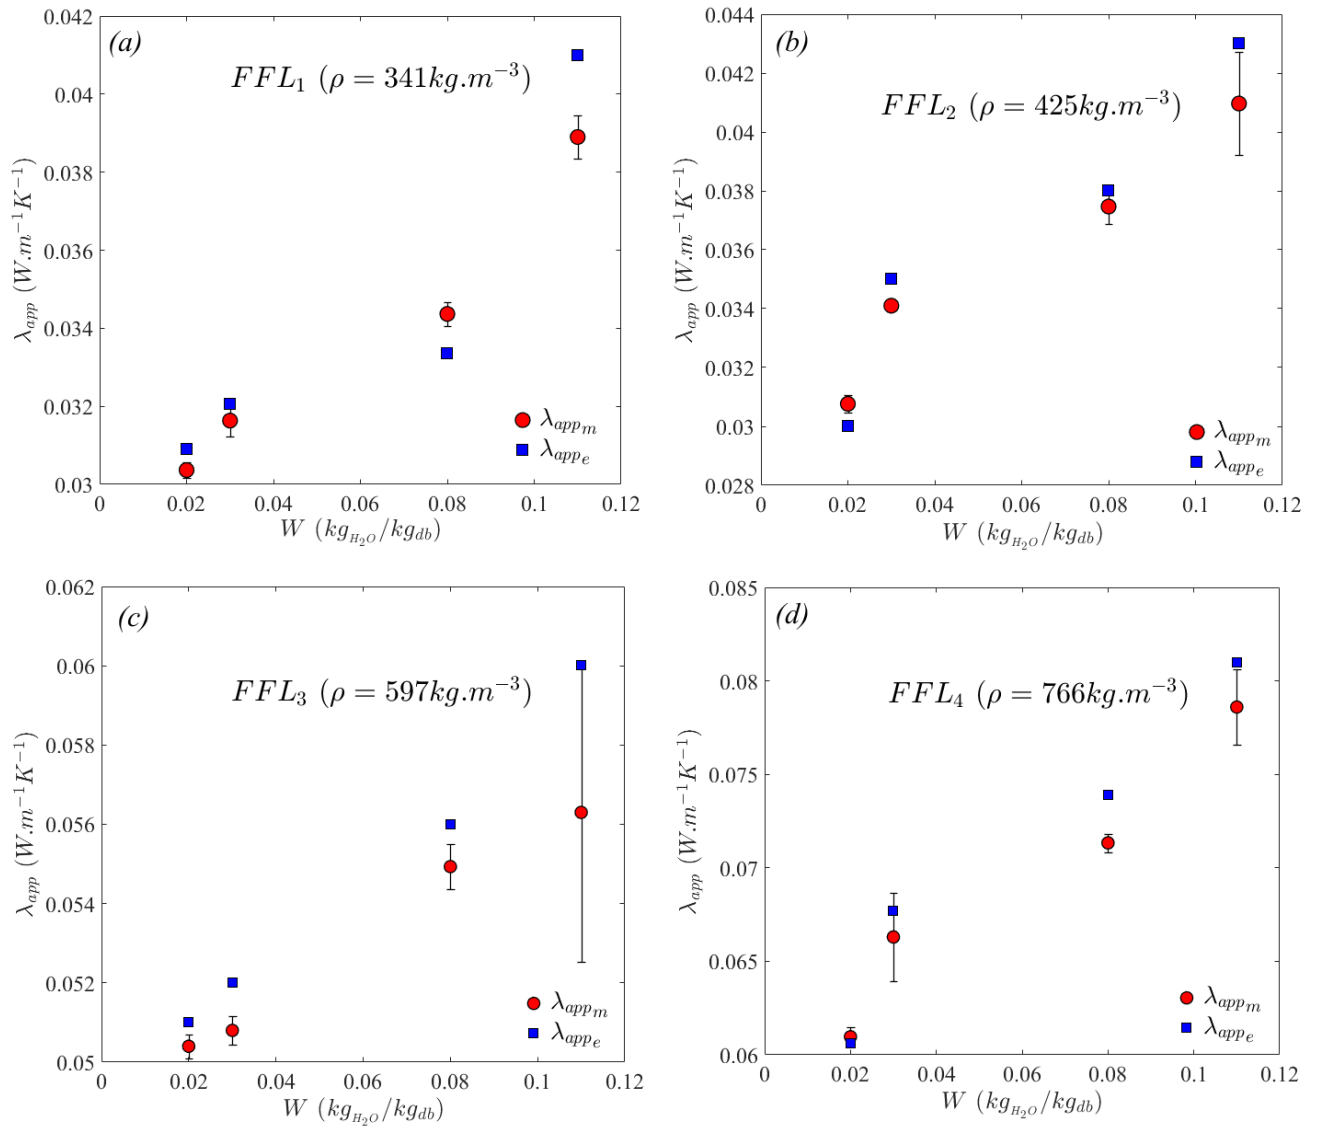 (a)
FFL₁ (ρ = 341kg.m⁻³)
0.042
0.04
0.038
0.036
0.034
0.032
0.03
λ_app (W.m⁻¹K⁻¹)
λ_app_m
λ_app_e
0 0.02 0.04 0.06 0.08 0.1 0.12
W (kg_H₂O/kg_db)
(b)
FFL₂ (ρ = 425kg.m⁻³)
0.044
0.042
0.04
0.038
0.036
0.034
0.032
0.03
0.028
λ_app (W.m⁻¹K⁻¹)
λ_app_m
λ_app_e
0 0.02 0.04 0.06 0.08 0.1 0.12
W (kg_H₂O/kg_db)
(c)
FFL₃ (ρ = 597kg.m⁻³)
0.062
0.06
0.058
0.056
0.054
0.052
0.05
λ_app (W.m⁻¹K⁻¹)
λ_app_m
λ_app_e
0 0.02 0.04 0.06 0.08 0.1 0.12
W (kg_H₂O/kg_db)
(d)
FFL₄ (ρ = 766kg.m⁻³)
0.085
0.08
0.075
0.07
0.065
0.06
λ_app (W.m⁻¹K⁻¹)
λ_app_m
λ_app_e
0 0.02 0.04 0.06 0.08 0.1 0.12
W (kg_H₂O/kg_db)